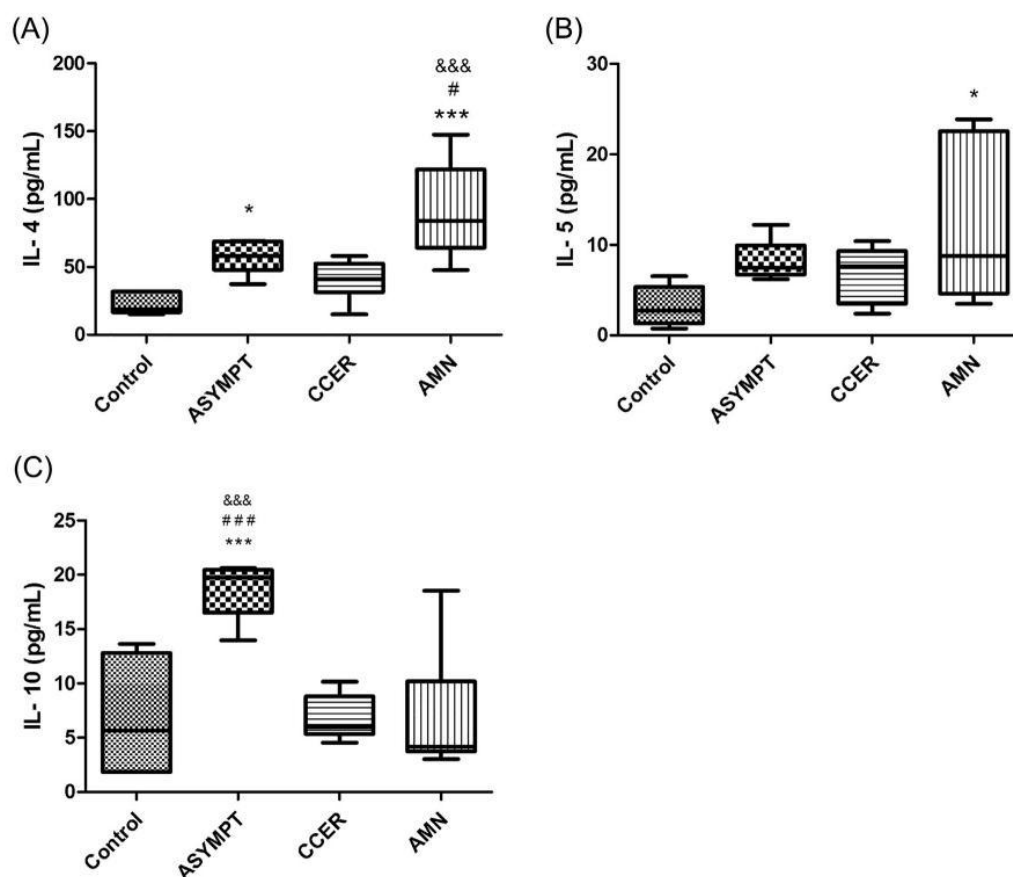 (A)
200
150
100
50
0
IL- 4 (pg/mL)
&&&
#
***
*
Control
ASYMPT
CCER
AMN
(B)
30
20
10
0
IL- 5 (pg/mL)
*
Control
ASYMPT
CCER
AMN
(C)
25
20
15
10
5
0
IL- 10 (pg/mL)
&&&
###
***
Control
ASYMPT
CCER
AMN